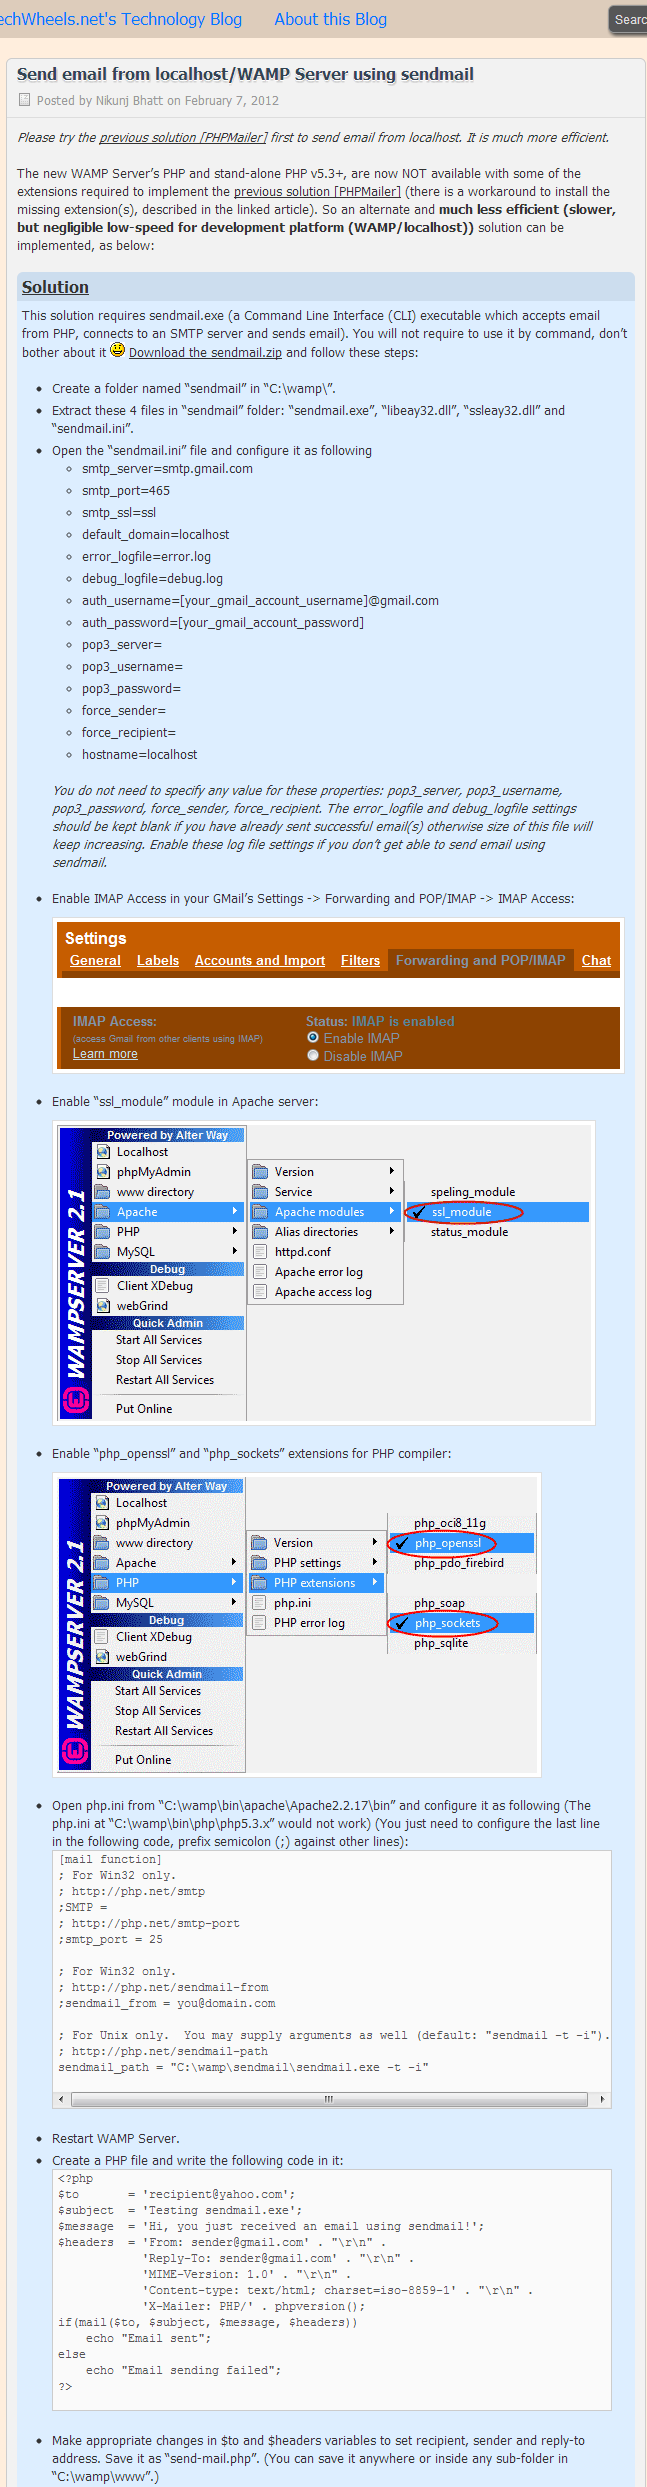 echWheels.net's Technology Blog About this Blog Searc
Send email from localhost/WAMP Server using sendmail
Posted by Nikunj Bhatt on February 7, 2012
Please try the previous solution [PHPMailer] first to send email from localhost. It is much more efficient.
The new WAMP Server's PHP and stand-alone PHP v5.3+, are now NOT available with some of the
extensions required to implement the previous solution [PHPMailer] (there is a workaround to install the
missing extension(s), described in the linked article). So an alternate and much less efficient (slower,
but negligible low-speed for development platform (WAMP/localhost)) solution can be
implemented, as below:
Solution
This solution requires sendmail.exe (a Command Line Interface (CLI) executable which accepts email
from PHP, connects to an SMTP server and sends email). You will not require to use it by command, don't
bother about it Download the sendmail.zip and follow these steps:
Create a folder named “sendmail” in “C:\wamp\”.
Extract these 4 files in “sendmail” folder: “sendmail.exe”, “libeay32.dll”, “ssleay32.dll” and
“sendmail.ini”.
Open the “sendmail.ini” file and configure it as following
smtp_server=smtp.gmail.com
smtp_port=465
smtp_ssl=ssl
default_domain=localhost
error_logfile=error.log
debug_logfile=debug.log
auth_username=[your_gmail_account_username]@gmail.com
auth_password=[your_gmail_account_password]
pop3_server=
pop3_username=
pop3_password=
force_sender=
force_recipient=
hostname=localhost
You do not need to specify any value for these properties: pop3_server, pop3_username,
pop3_password, force_sender, force_recipient. The error_logfile and debug_logfile settings
should be kept blank if you have already sent successful email(s) otherwise size of this file will
keep increasing. Enable these log file settings if you don't get able to send email using
sendmail.
Enable IMAP Access in your GMail's Settings -> Forwarding and POP/IMAP -> IMAP Access:
Settings
General Labels Accounts and Import Filters Forwarding and POP/IMAP Chat
IMAP Access: Status: IMAP is enabled
(access Gmail from other clients using IMAP) Enable IMAP
Learn more Disable IMAP
Enable “ssl_module” module in Apache server:
WAMPSERVER 2.1
Powered by Alter Way
Localhost
phpMyAdmin Version
www directory Service speling_module
Apache Apache modules ssl_module
PHP Alias directories status_module
MySQL httpd.conf
Debug Apache error log
Client XDebug Apache access log
webGrind
Quick Admin
Start All Services
Stop All Services
Restart All Services
Put Online
Enable “php_openssl” and “php_sockets” extensions for PHP compiler:
WAMPSERVER 2.1
Powered by Alter Way
Localhost
phpMyAdmin php_oci8_11g
www directory Version php_openssl
Apache PHP settings php_pdo_firebird
PHP PHP extensions
MySQL php.ini php_soap
Debug PHP error log php_sockets
Client XDebug php_sqlite
webGrind
Quick Admin
Start All Services
Stop All Services
Restart All Services
Put Online
Open php.ini from “C:\wamp\bin\apache\Apache2.2.17\bin” and configure it as following (The
php.ini at “C:\wamp\bin\php\php5.3.x” would not work) (You just need to configure the last line
in the following code, prefix semicolon (;) against other lines):
[mail function]
; For Win32 only.
; http://php.net/smtp
;SMTP =
; http://php.net/smtp-port
;smtp_port = 25
; For Win32 only.
; http://php.net/sendmail-from
;sendmail_from = you@domain.com
; For Unix only.  You may supply arguments as well (default: "sendmail -t -i").
; http://php.net/sendmail-path
sendmail_path = "C:\wamp\sendmail\sendmail.exe -t -i"
Restart WAMP Server.
Create a PHP file and write the following code in it:
<?php
$to       = 'recipient@yahoo.com';
$subject  = 'Testing sendmail.exe';
$message  = 'Hi, you just received an email using sendmail!';
$headers  = 'From: sender@gmail.com' . "\r\n" .
'Reply-To: sender@gmail.com' . "\r\n" .
'MIME-Version: 1.0' . "\r\n" .
'Content-type: text/html; charset=iso-8859-1' . "\r\n" .
'X-Mailer: PHP/' . phpversion();
if(mail($to, $subject, $message, $headers))
echo "Email sent";
else
echo "Email sending failed";
?>
Make appropriate changes in $to and $headers variables to set recipient, sender and reply-to
address. Save it as “send-mail.php”. (You can save it anywhere or inside any sub-folder in
“C:\wamp\www”.)